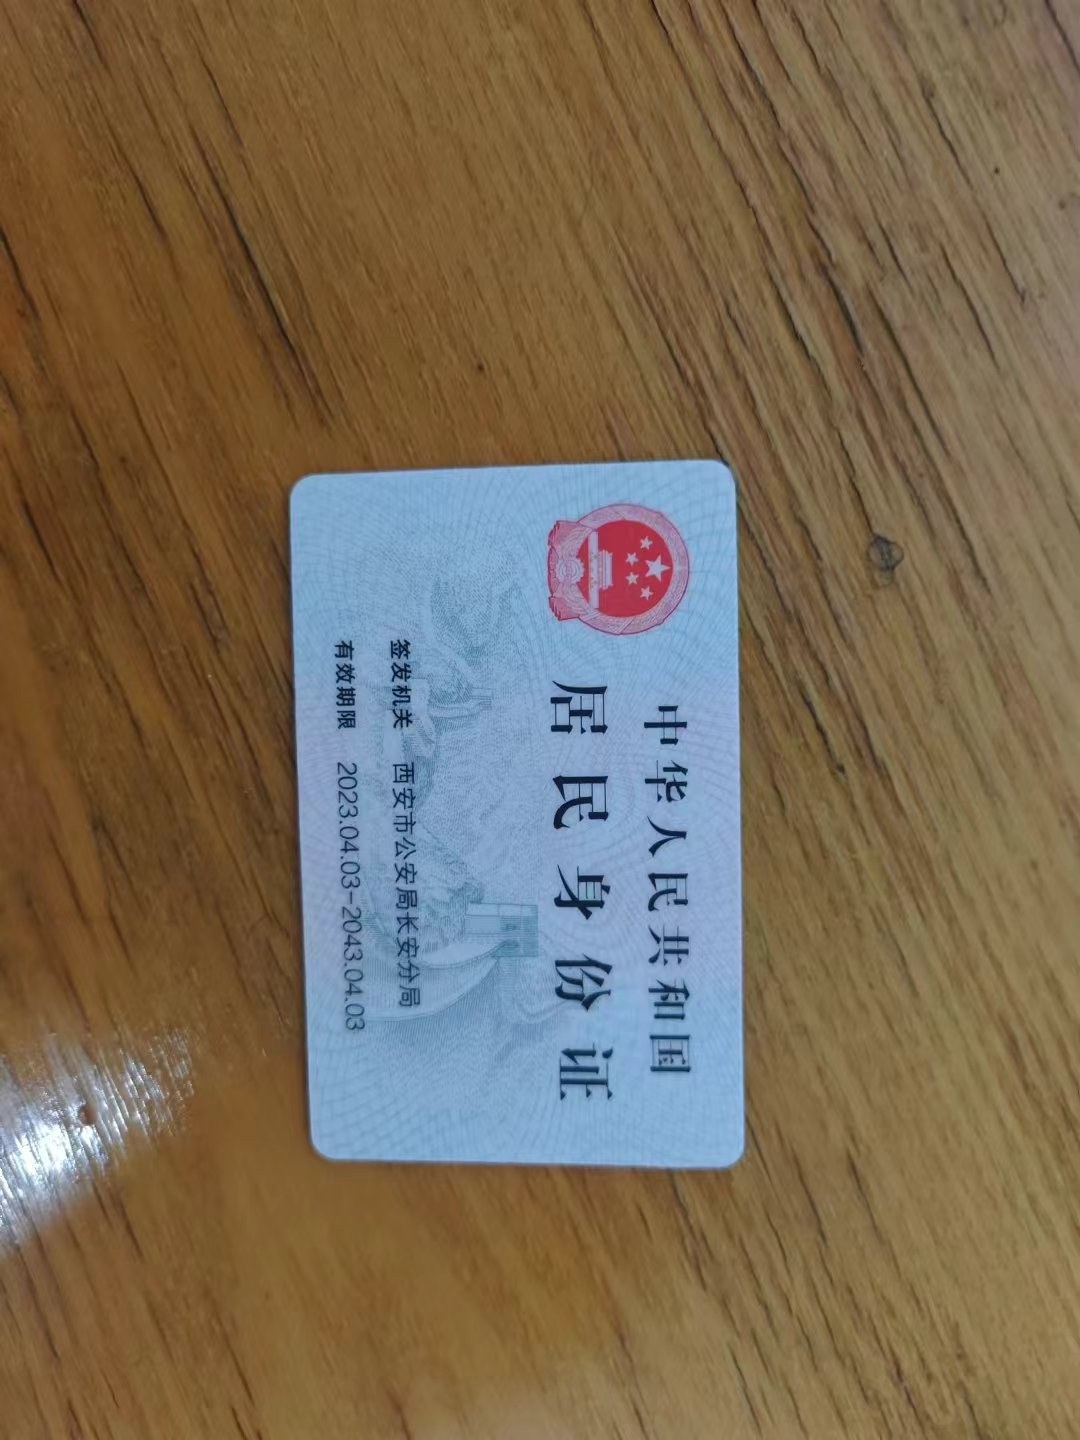 中华人民共和国
居民身份证
签发机关 西安市公安局长安分局
有效期限 2023.04.03-2043.04.03